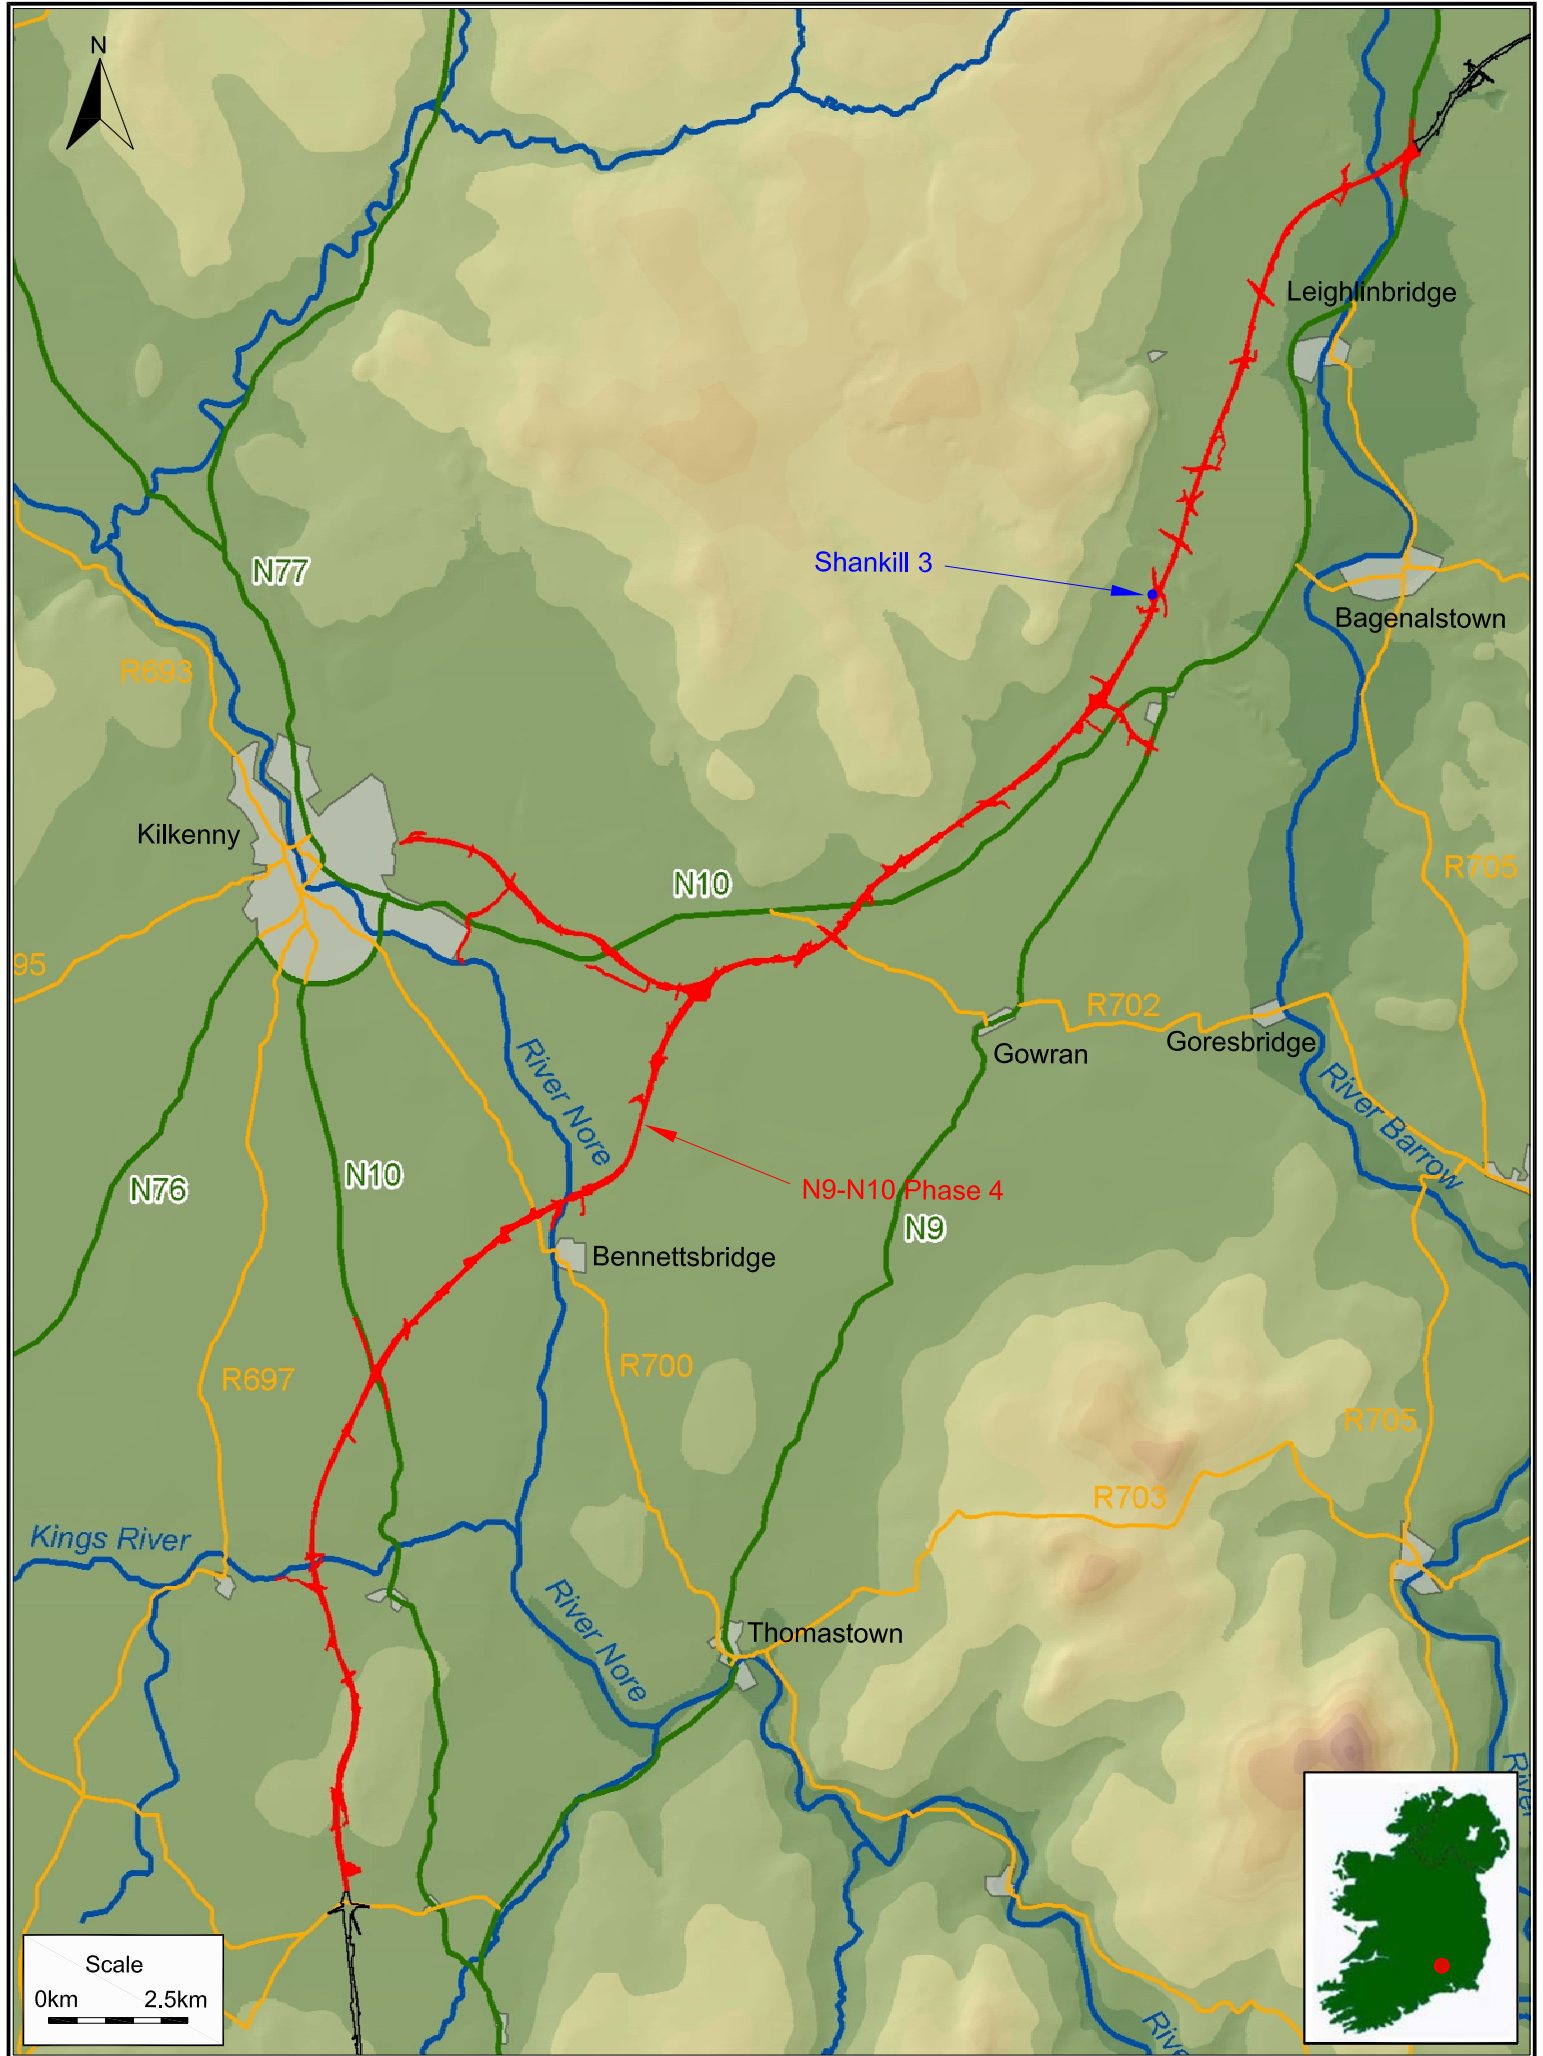 N
Leighlinbridge
Shankill 3
N77
Bagenalstown
R693
Kilkenny
R705
N10
95
R702
Goresbridge
Gowran
River Nore
River Barrow
N76
N10
N9-N10 Phase 4
N9
Bennettsbridge
R700
R697
R705
R703
Kings River
River Nore
Thomastown
River
Scale
0km 2.5km